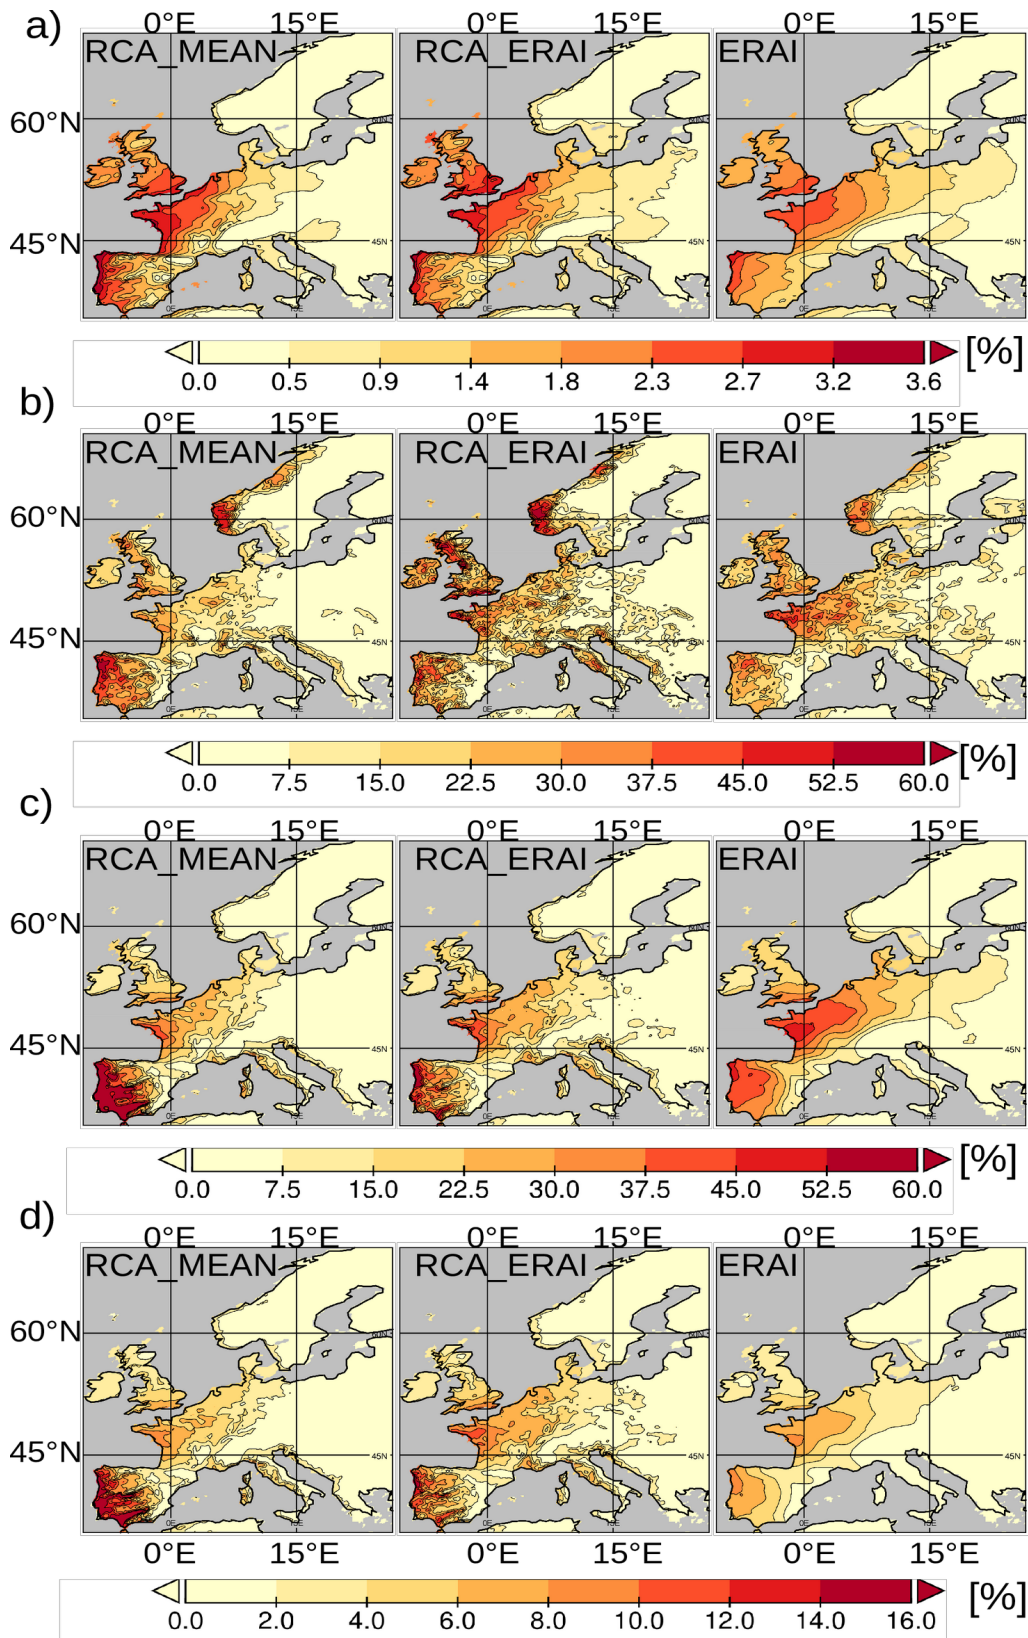 a)
0°E 15°E 0°E 15°E 0°E 15°E
RCA_MEAN RCA_ERAI ERAI
60°N
45°N
0.0 0.5 0.9 1.4 1.8 2.3 2.7 3.2 3.6 [%]
b)
0°E 15°E 0°E 15°E 0°E 15°E
RCA_MEAN RCA_ERAI ERAI
60°N
45°N
0.0 7.5 15.0 22.5 30.0 37.5 45.0 52.5 60.0 [%]
c)
0°E 15°E 0°E 15°E 0°E 15°E
RCA_MEAN RCA_ERAI ERAI
60°N
45°N
0.0 7.5 15.0 22.5 30.0 37.5 45.0 52.5 60.0 [%]
d)
0°E 15°E 0°E 15°E 0°E 15°E
RCA_MEAN RCA_ERAI ERAI
60°N
45°N
0°E 15°E 0°E 15°E 0°E 15°E
0.0 2.0 4.0 6.0 8.0 10.0 12.0 14.0 16.0 [%]